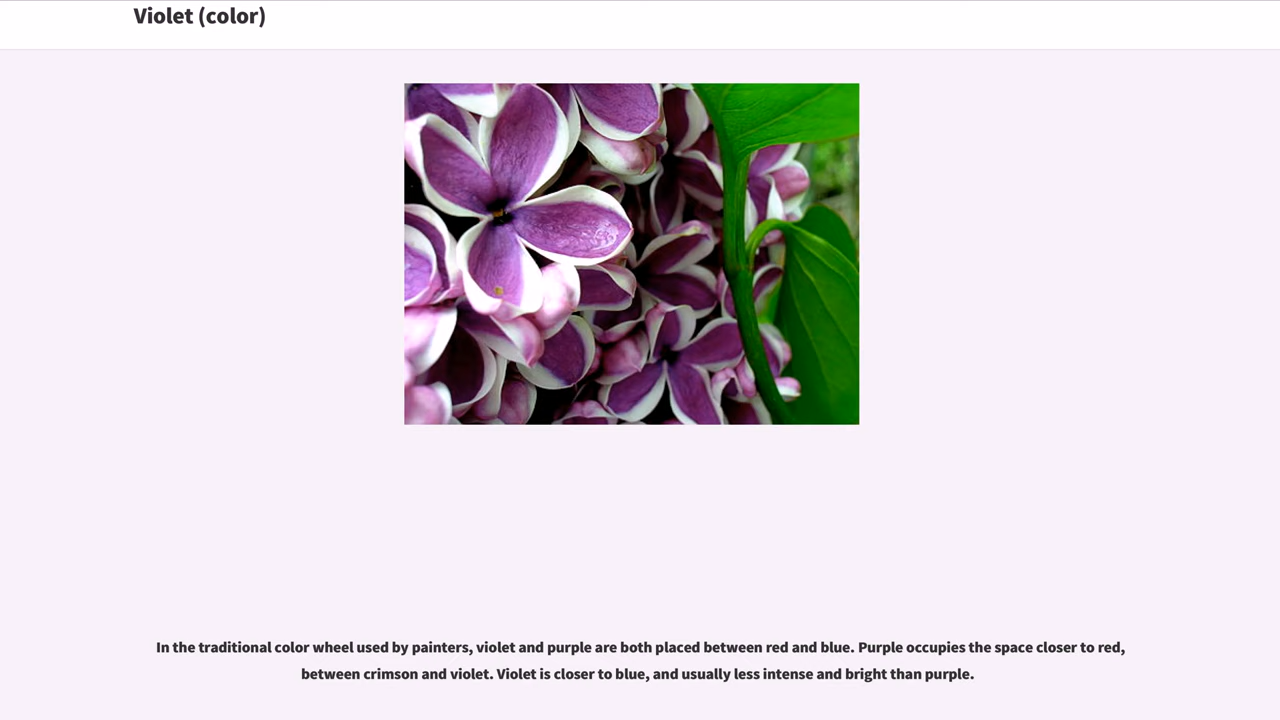 Violet (color)
In the traditional color wheel used by painters, violet and purple are both placed between red and blue. Purple occupies the space closer to red,
between crimson and violet. Violet is closer to blue, and usually less intense and bright than purple.